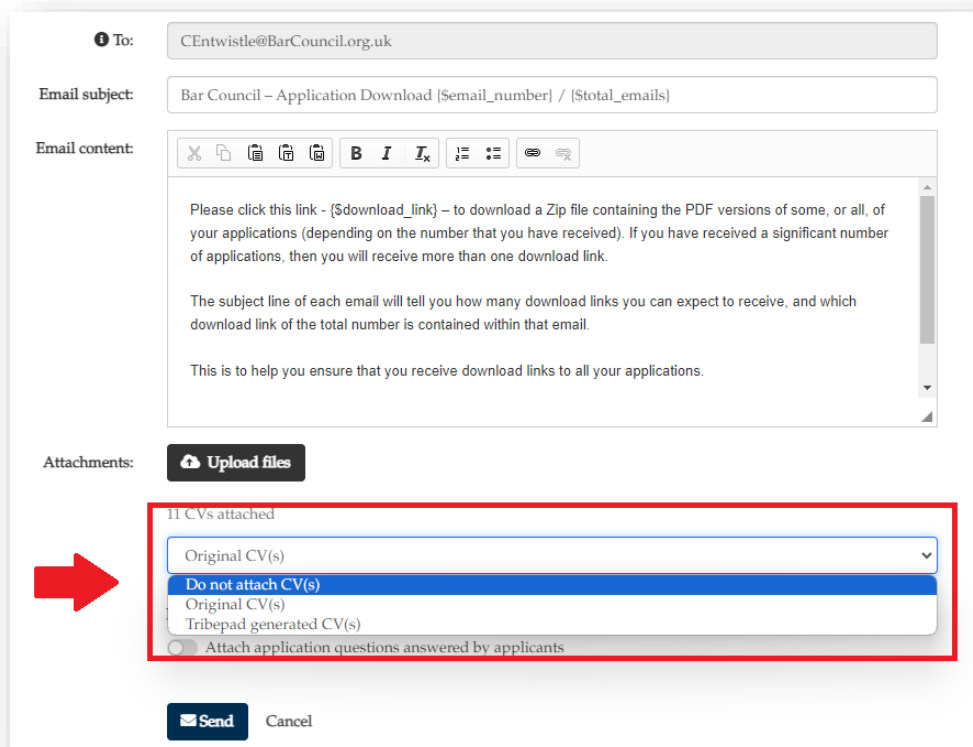 To:
CEntwistle@BarCouncil.org.uk
Email subject:
Bar Council – Application Download {$email_number} / {$total_emails}
Email content:
B I Tx
Please click this link - {$download_link} – to download a Zip file containing the PDF versions of some, or all, of
your applications (depending on the number that you have received). If you have received a significant number
of applications, then you will receive more than one download link.
The subject line of each email will tell you how many download links you can expect to receive, and which
download link of the total number is contained within that email.
This is to help you ensure that you receive download links to all your applications.
Attachments:
Upload files
11 CVs attached
Original CV(s)
Do not attach CV(s)
Original CV(s)
Tribepad generated CV(s)
Attach application questions answered by applicants
Send Cancel